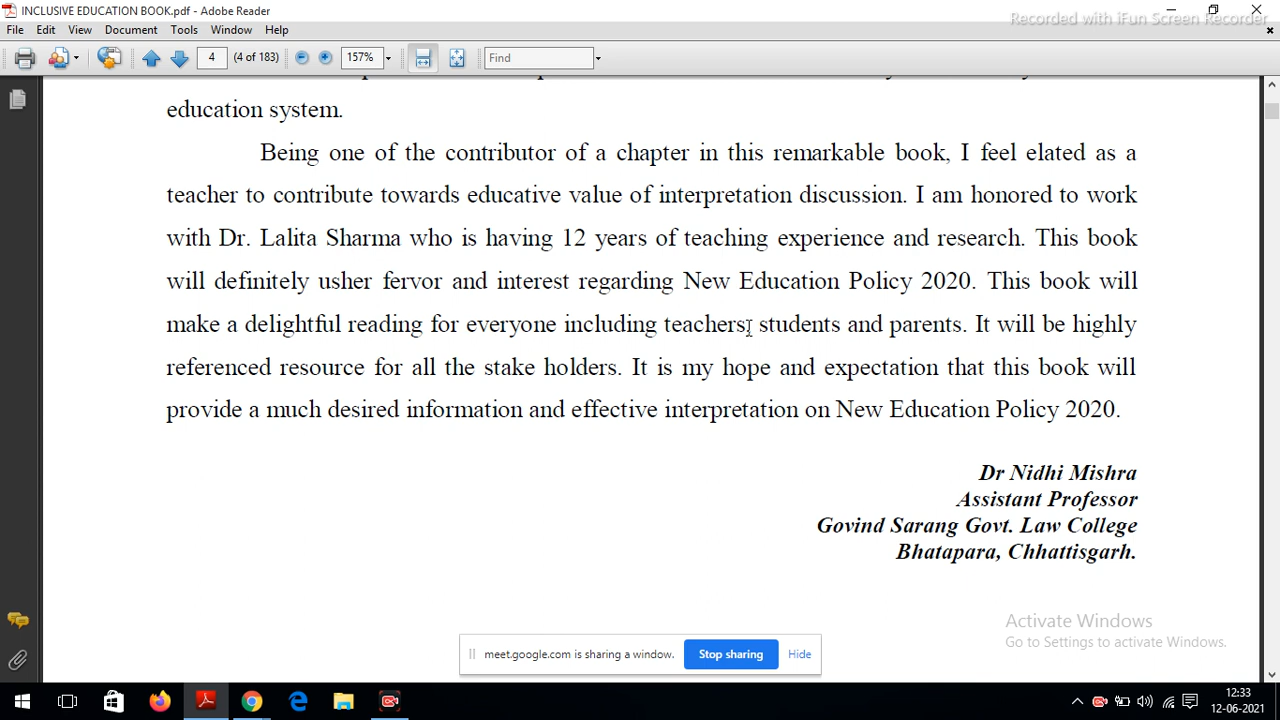 INCLUSIVE EDUCATION BOOK.pdf - Adobe Reader
Recorded with iFun Screen Recorder
File Edit View Document Tools Window Help
4 (4 of 183) 157% Find
education system.
Being one of the contributor of a chapter in this remarkable book, I feel elated as a
teacher to contribute towards educative value of interpretation discussion. I am honored to work
with Dr. Lalita Sharma who is having 12 years of teaching experience and research. This book
will definitely usher fervor and interest regarding New Education Policy 2020. This book will
make a delightful reading for everyone including teachers, students and parents. It will be highly
referenced resource for all the stake holders. It is my hope and expectation that this book will
provide a much desired information and effective interpretation on New Education Policy 2020.
Dr Nidhi Mishra
Assistant Professor
Govind Sarang Govt. Law College
Bhatapara, Chhattisgarh.
Activate Windows
Go to Settings to activate Windows.
meet.google.com is sharing a window. Stop sharing Hide
12:33
12-06-2021